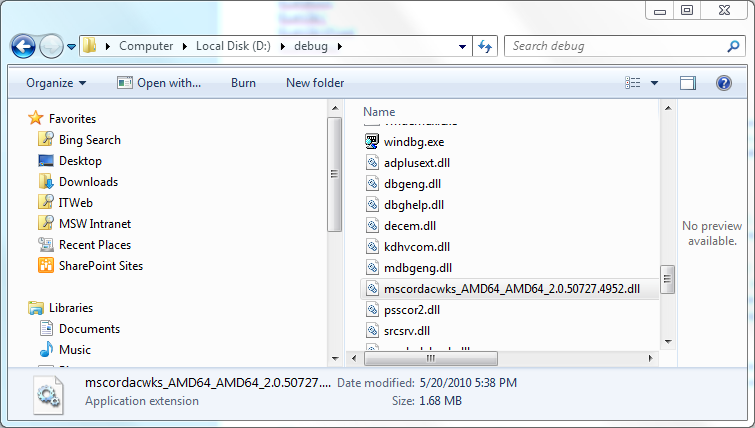 Computer
Local Disk (D:)
debug
Search debug
Organize
Open with...
Burn
New folder
Favorites
Bing Search
Desktop
Downloads
ITWeb
MSW Intranet
Recent Places
SharePoint Sites
Libraries
Documents
Music
Name
windbg.exe
adplusext.dll
dbgeng.dll
dbghelp.dll
decem.dll
kdhvcom.dll
mdbgeng.dll
mscordacwks_AMD64_AMD64_2.0.50727.4952.dll
psscor2.dll
srcsrv.dll
No preview
available.
mscordacwks_AMD64_AMD64_2.0.50727.... Date modified: 5/20/2010 5:38 PM
Application extension Size: 1.68 MB